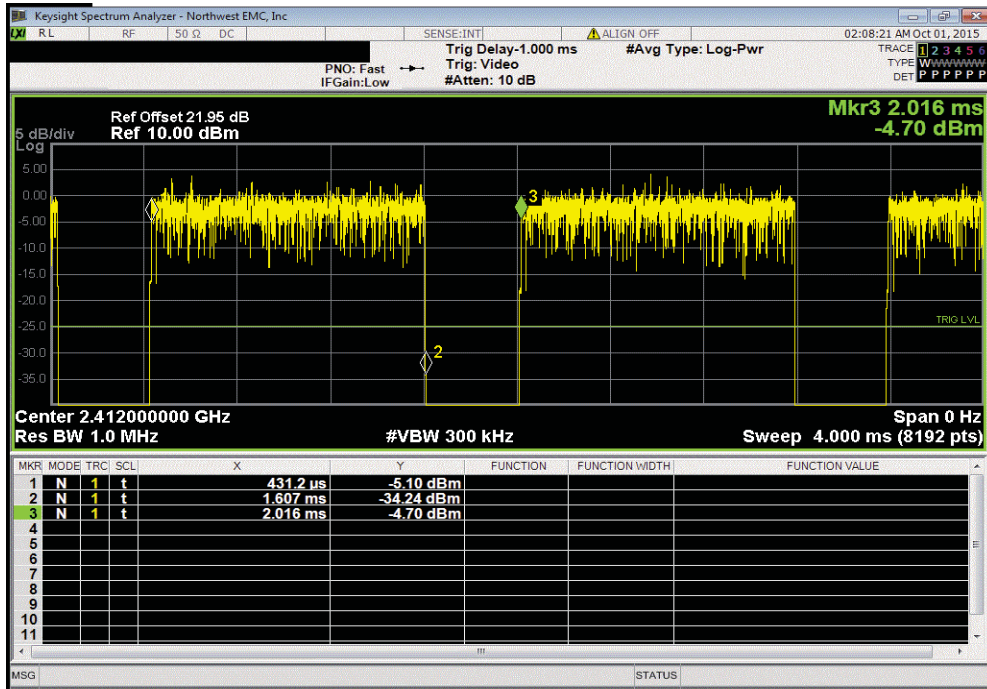 Keysight Spectrum Analyzer - Northwest EMC, Inc
LXI RL RF 50 Ω DC SENSE:INT ALIGN OFF 02:08:21 AM Oct 01, 2015
Trig Delay-1.000 ms #Avg Type: Log-Pwr TRACE 1 2 3 4 5 6
PNO: Fast Trig: Video TYPE WWWWWW
IFGain:Low #Atten: 10 dB DET P P P P P P
Mkr3 2.016 ms
-4.70 dBm
Ref Offset 21.95 dB
5 dB/div Ref 10.00 dBm
Log
5.00
0.00
-5.00
-10.0
-15.0
-20.0
-25.0
-30.0
-35.0
3
TRIG LVL
2
Center 2.412000000 GHz Span 0 Hz
Res BW 1.0 MHz #VBW 300 kHz Sweep 4.000 ms (8192 pts)
MKR MODE TRC SCL X Y FUNCTION FUNCTION WIDTH FUNCTION VALUE
1 N 1 t 431.2 µs -5.10 dBm
2 N 1 t 1.607 ms -34.24 dBm
3 N 1 t 2.016 ms -4.70 dBm
4
5
6
7
8
9
10
11
MSG STATUS